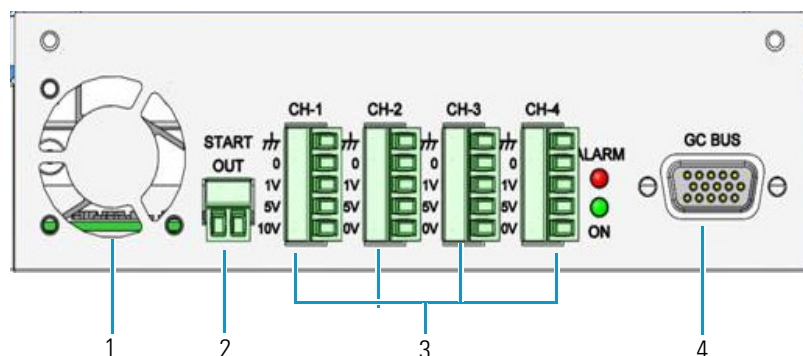 CH-1 CH-2 CH-3 CH-4 GC BUS
START OUT
0 0 0 0 ALARM
1V 1V 1V 1V
5V 5V 5V 5V
10V 0V 0V 0V ON
1 2 3 4